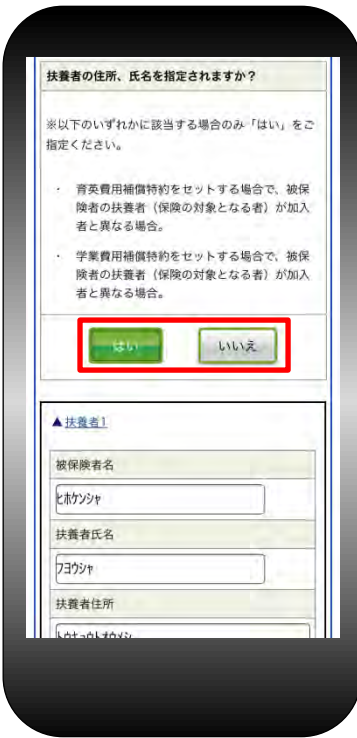 扶養者の住所、氏名を指定されますか？
※以下のいずれかに該当する場合のみ「はい」をご
指定ください。
・ 育英費用補償特約をセットする場合で、被保
険者の扶養者（保険の対象となる者）が加入
者と異なる場合。
・ 学業費用補償特約をセットする場合で、被保
険者の扶養者（保険の対象となる者）が加入
者と異なる場合。
はい いいえ
▲扶養者1
被保険者名
ﾋﾎｹﾝｼｬ
扶養者氏名
ﾌﾖｳｼｬ
扶養者住所